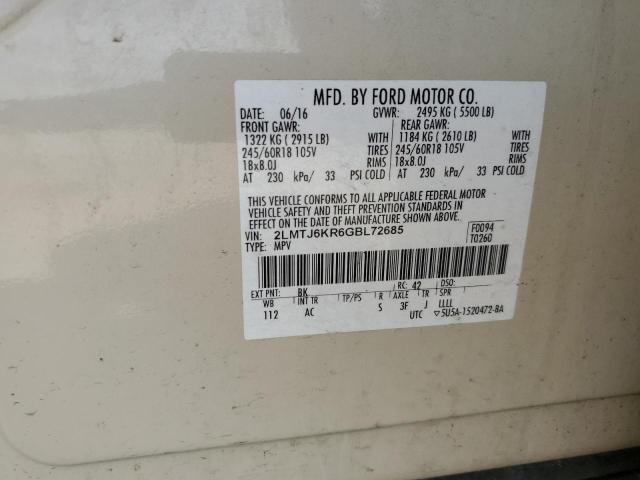 MFD. BY FORD MOTOR CO.
DATE: 06/16 GVWR: 2495 KG ( 5500 LB)
FRONT GAWR: REAR GAWR:
1322 KG ( 2915 LB) WITH 1184 KG ( 2610 LB) WITH
245/60R18 105V TIRES 245/60R18 105V TIRES
18x8.0J RIMS 18x8.0J RIMS
AT 230 kPa/ 33 PSI COLD AT 230 kPa/ 33 PSI COLD
THIS VEHICLE CONFORMS TO ALL APPLICABLE FEDERAL MOTOR
VEHICLE SAFETY AND THEFT PREVENTION STANDARDS IN
EFFECT ON THE DATE OF MANUFACTURE SHOWN ABOVE.
VIN: 2LMTJ6KR6GBL72685 F0094
TYPE: MPV T0260
EXT PNT: BK RC: 42 DSO:
WB INT TR TP/PS R AXLE TR SPR
112 AC S 3F J LLLL
UTC ▽5U5A-1520472-BA